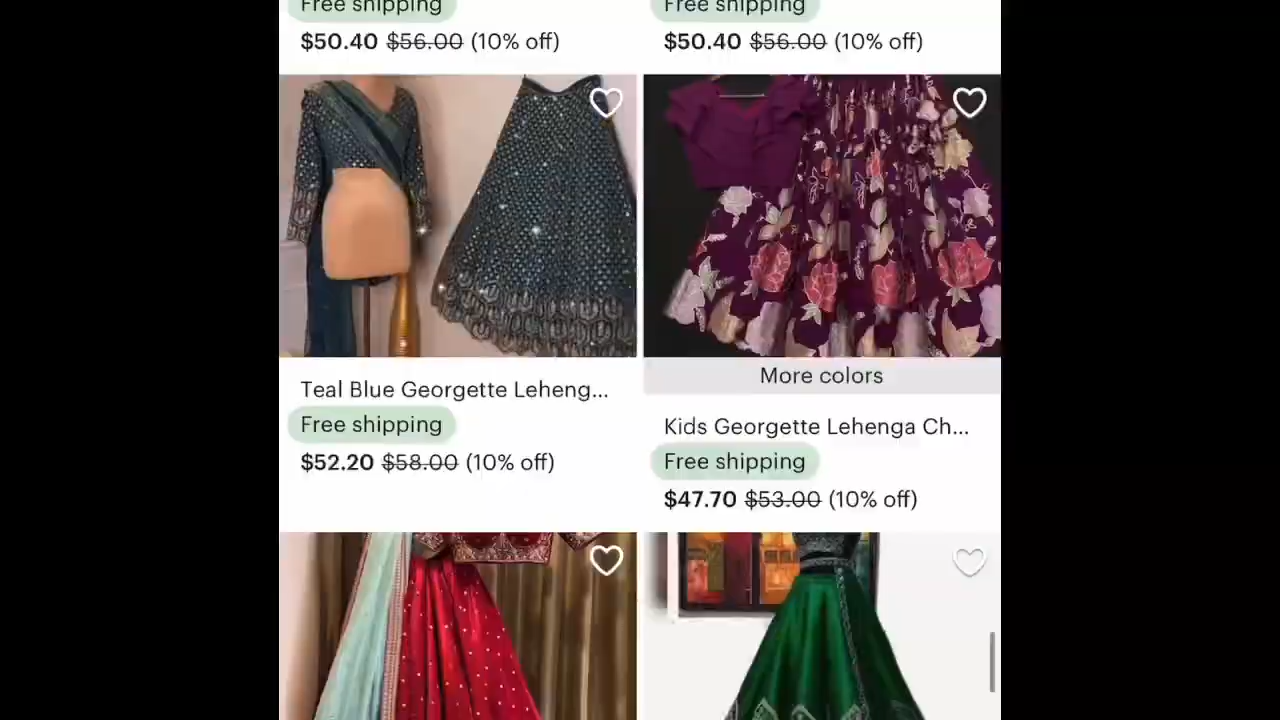 Free shipping
$50.40 $56.00 (10% off)
Free shipping
$50.40 $56.00 (10% off)
Teal Blue Georgette Leheng...
Free shipping
$52.20 $58.00 (10% off)
More colors
Kids Georgette Lehenga Ch...
Free shipping
$47.70 $53.00 (10% off)